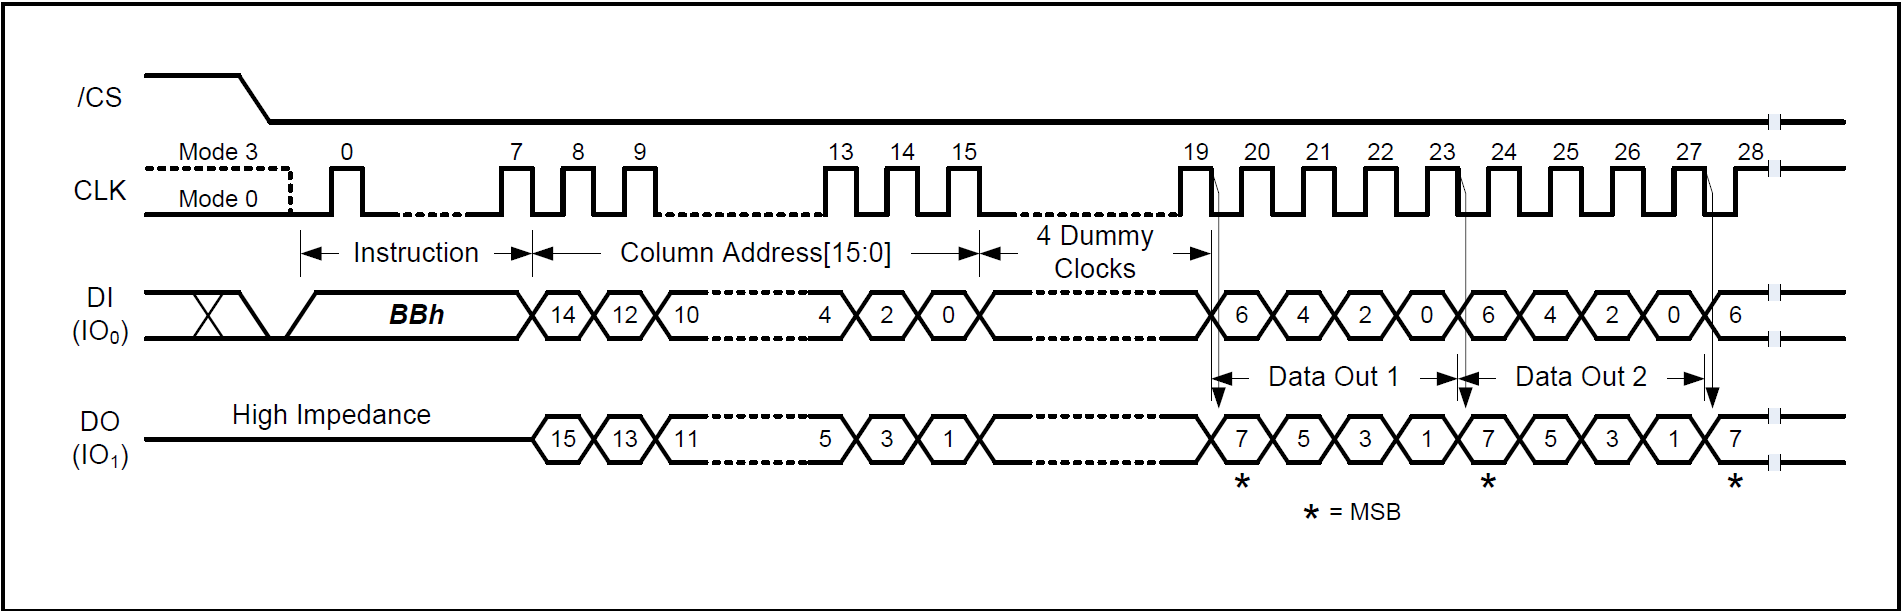 /CS
Mode 3 0 7 8 9 13 14 15 19 20 21 22 23 24 25 26 27 28
CLK
Mode 0
Instruction Column Address[15:0] 4 Dummy Clocks
DI
(IO0)
BBh 14 12 10 4 2 0 6 4 2 0 6 4 2 0 6
Data Out 1 Data Out 2
High Impedance
DO
(IO1)
15 13 11 5 3 1 7 5 3 1 7 5 3 1 7
* * *
* = MSB